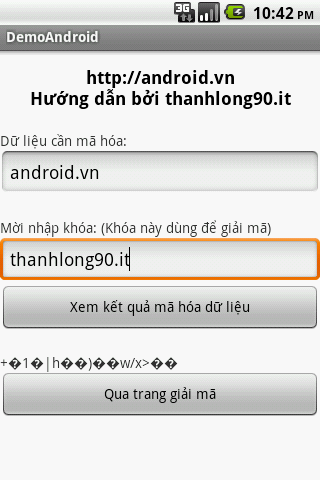 3G
10:42 PM
DemoAndroid
http://android.vn
Hướng dẫn bởi thanhlong90.it
Dữ liệu cần mã hóa:
android.vn
Mời nhập khóa: (Khóa này dùng để giải mã)
thanhlong90.it
Xem kết quả mã hóa dữ liệu
+�1�|h��)��w/x>��
Qua trang giải mã